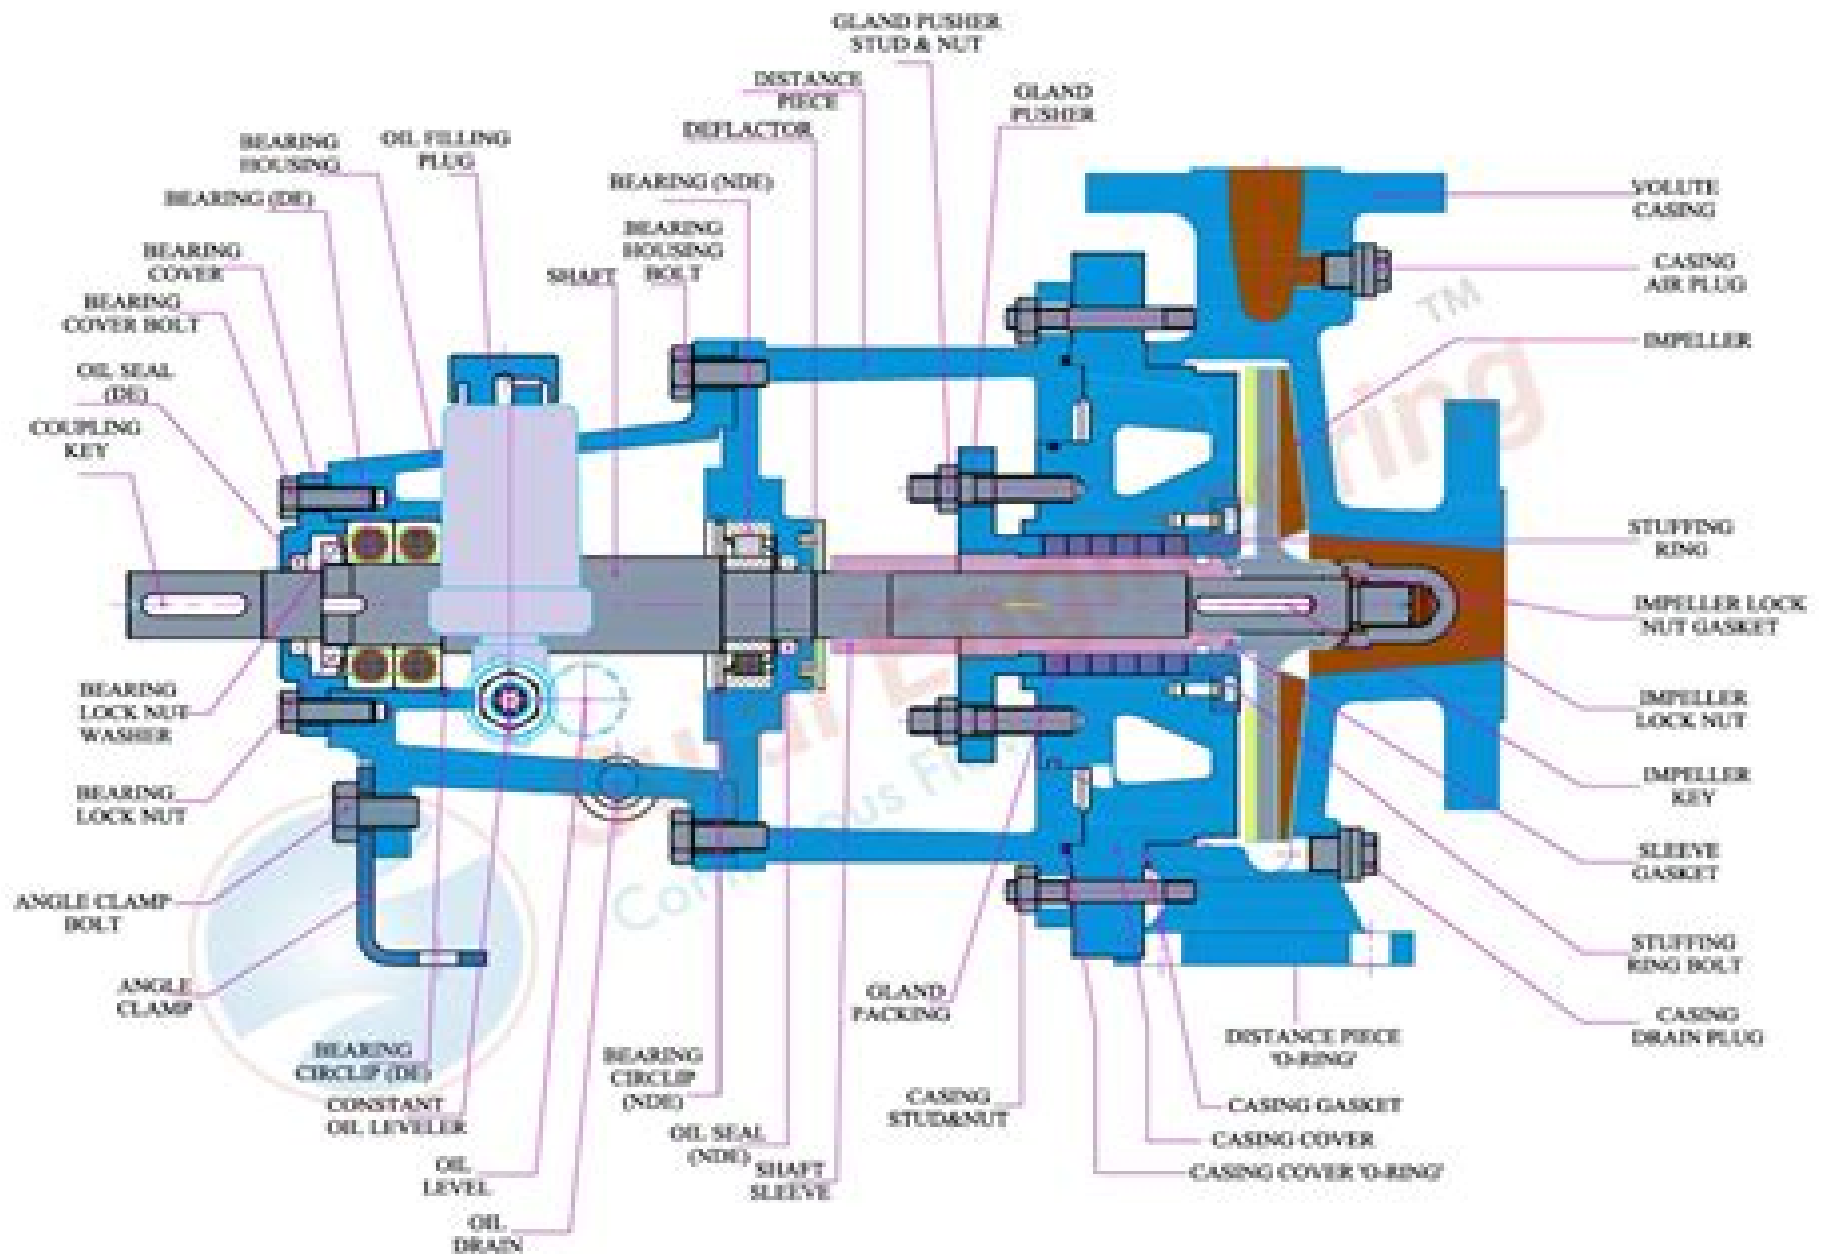 GLAND PUSHER
STUD & NUT
DISTANCE
PIECE
GLAND
PUSHER
DEFLACTOR
BEARING
HOUSING
OIL FILLING
PLUG
BEARING (NDE)
BEARING (DE)
BEARING
HOUSING
BOLT
SHAFT
BEARING
COVER
BEARING
COVER BOLT
OIL SEAL
(DE)
COUPLING
KEY
VOLUTE
CASING
CASING
AIR PLUG
TM
IMPELLER
STUFFING
RING
IMPELLER LOCK
NUT GASKET
IMPELLER
LOCK NUT
IMPELLER
KEY
SLEEVE
GASKET
STUFFING
RING BOLT
CASING
DRAIN PLUG
BEARING
LOCK NUT
WASHER
BEARING
LOCK NUT
ANGLE CLAMP
BOLT
ANGLE
CLAMP
BEARING
CIRCLIP (DE)
CONSTANT
OIL LEVELER
OIL
LEVEL
OIL
DRAIN
BEARING
CIRCLIP
(NDE)
OIL SEAL
(NDE)
SHAFT
SLEEVE
GLAND
PACKING
CASING
STUD&NUT
DISTANCE PIECE
'O-RING'
CASING GASKET
CASING COVER
CASING COVER 'O-RING'